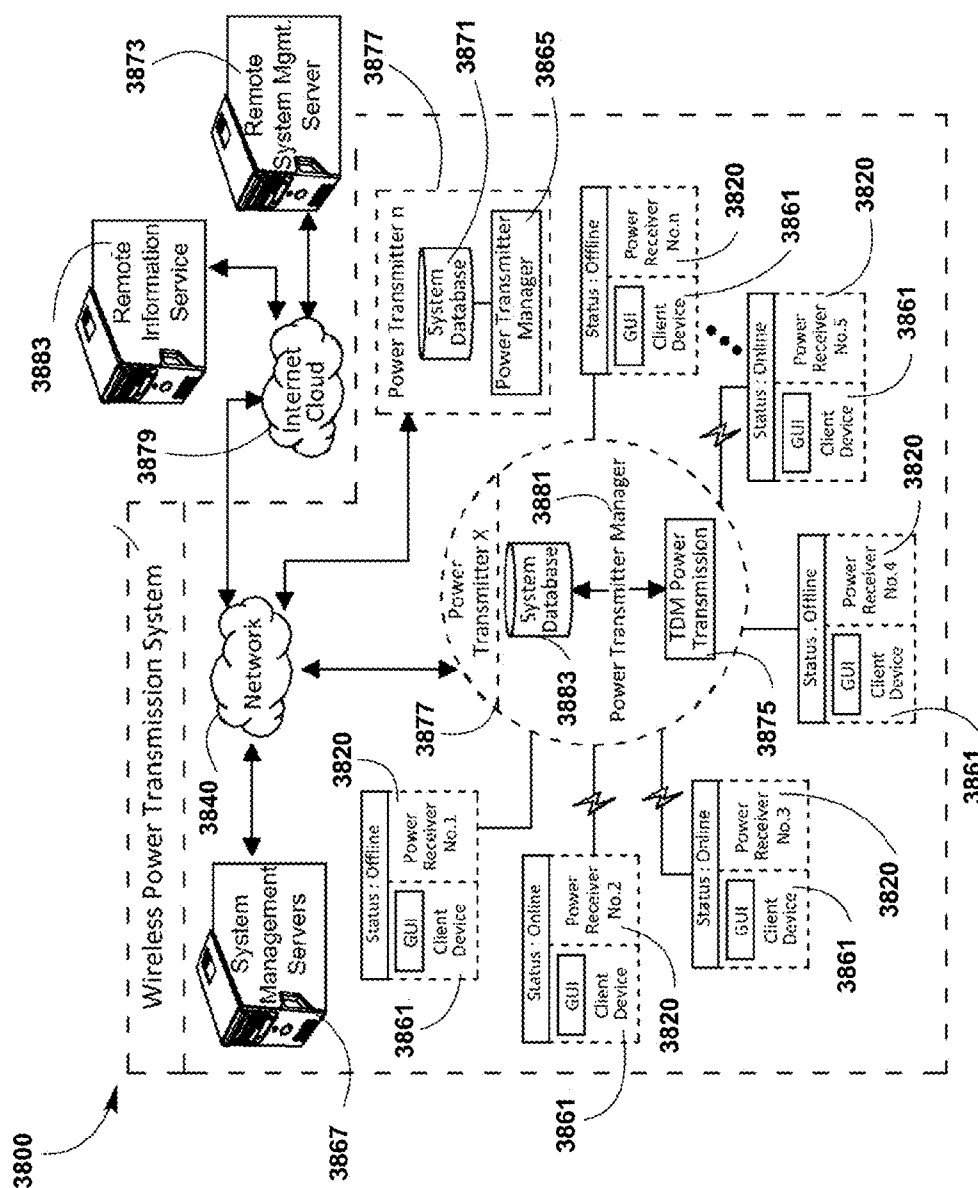 3800
Wireless Power Transmission System
3867
System
Management
Servers
3840
Network
3879
Internet
Cloud
3883
Remote
Information
Service
3873
Remote
System Mgmt.
Server
3877
Power Transmitter n
3871
System
Database
3865
Power Transmitter
Manager
3877
Power
Transmitter X
System
Database
3883
3881
Power Transmitter Manager
TDM Power
Transmission
3875
Status : Offline
GUI
Client
Device
Power
Receiver
No.1
3820
3861
Status : Online
GUI
Client
Device
Power
Receiver
No.2
3820
3861
Status : Online
GUI
Client
Device
Power
Receiver
No.3
3820
3861
Status : Offline
GUI
Client
Device
Power
Receiver
No.4
3820
3861
Status : Online
GUI
Client
Device
Power
Receiver
No.5
3820
3861
Status : Offline
GUI
Client
Device
Power
Receiver
No.n
3820
3861